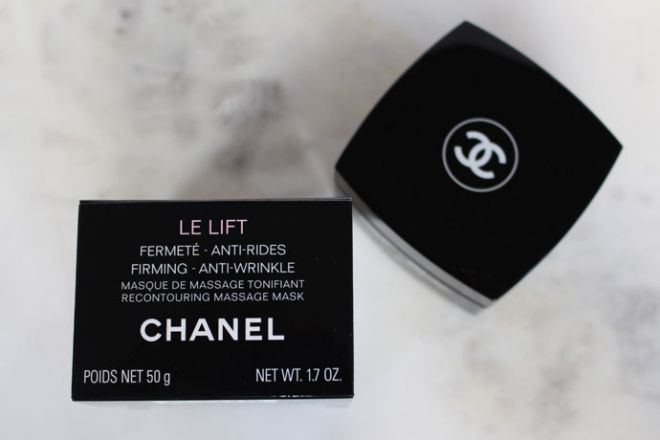 LE LIFT
FERMETÉ - ANTI-RIDES
FIRMING - ANTI-WRINKLE
MASQUE DE MASSAGE TONIFIANT
RECONTOURING MASSAGE MASK
CHANEL
POIDS NET 50 g NET WT. 1.7 OZ.